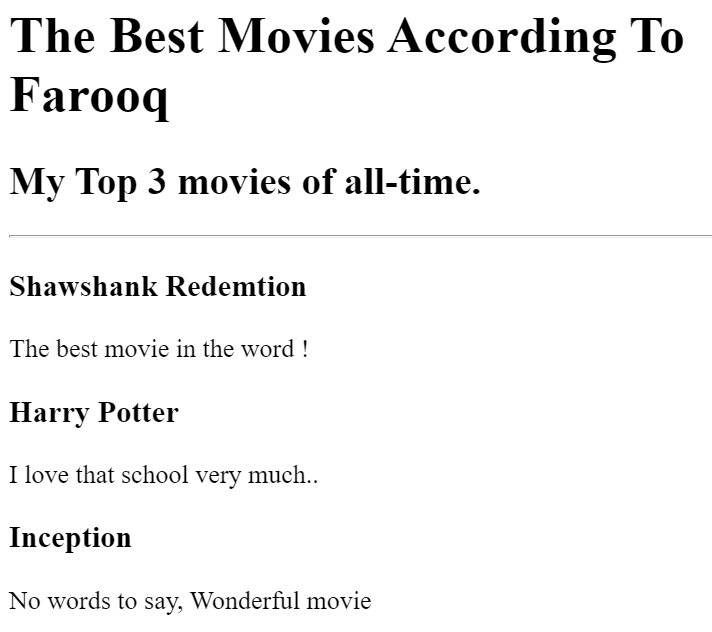 The Best Movies According To
Farooq
My Top 3 movies of all-time.
Shawshank Redemtion
The best movie in the word !
Harry Potter
I love that school very much..
Inception
No words to say, Wonderful movie